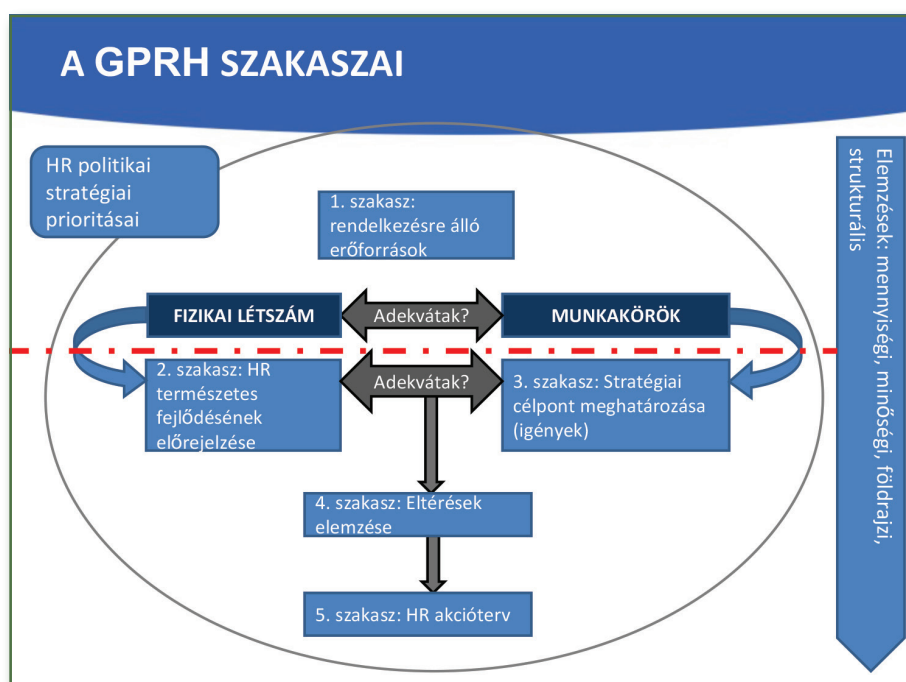 A GPRH SZAKASZAI
HR politikai
stratégiai
prioritásai
1. szakasz:
rendelkezésre álló
erőforrások
FIZIKAI LÉTSZÁM
Adekvátak?
MUNKAKÖRÖK
2. szakasz: HR
természetes
fejlődésének
előrejelzése
Adekvátak?
3. szakasz: Stratégiai
célpont meghatározása
(igények)
4. szakasz: Eltérések
elemzése
5. szakasz: HR akcióterv
Elemzések: mennyiségi, minőségi, földrajzi,
strukturális